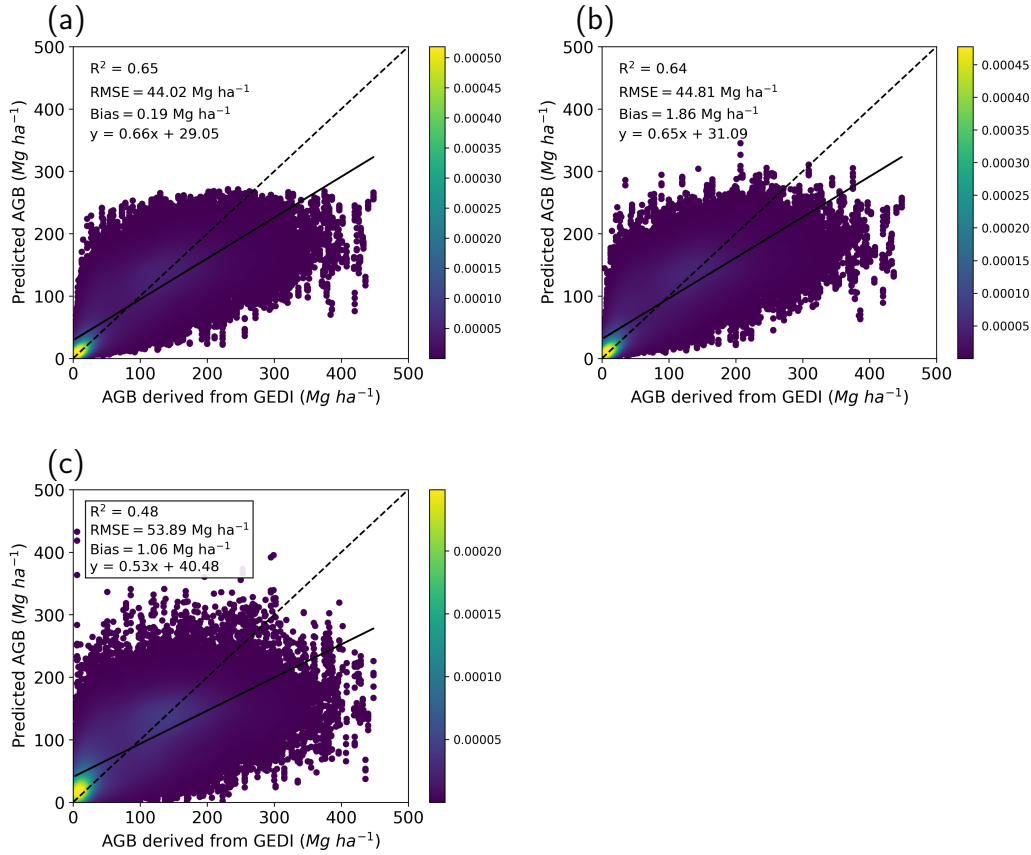 (a)
R² = 0.65
RMSE = 44.02 Mg ha⁻¹
Bias = 0.19 Mg ha⁻¹
y = 0.66x + 29.05
Predicted AGB (Mg ha⁻¹)
500
400
300
200
100
0
0 100 200 300 400 500
AGB derived from GEDI (Mg ha⁻¹)
0.00050
0.00045
0.00040
0.00035
0.00030
0.00025
0.00020
0.00015
0.00010
0.00005
(b)
R² = 0.64
RMSE = 44.81 Mg ha⁻¹
Bias = 1.86 Mg ha⁻¹
y = 0.65x + 31.09
Predicted AGB (Mg ha⁻¹)
500
400
300
200
100
0
0 100 200 300 400 500
AGB derived from GEDI (Mg ha⁻¹)
0.00045
0.00040
0.00035
0.00030
0.00025
0.00020
0.00015
0.00010
0.00005
(c)
R² = 0.48
RMSE = 53.89 Mg ha⁻¹
Bias = 1.06 Mg ha⁻¹
y = 0.53x + 40.48
Predicted AGB (Mg ha⁻¹)
500
400
300
200
100
0
0 100 200 300 400 500
AGB derived from GEDI (Mg ha⁻¹)
0.00020
0.00015
0.00010
0.00005